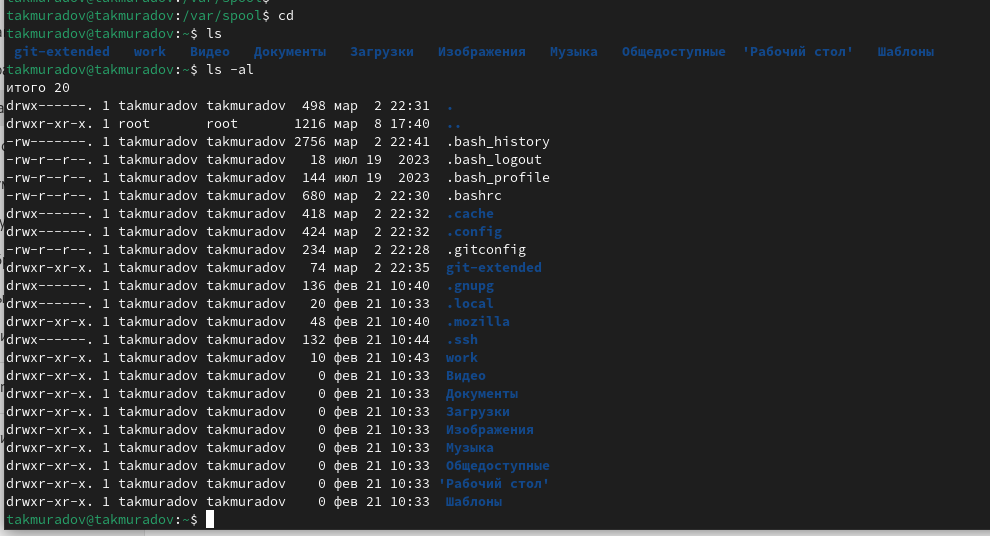 takmuradov@takmuradov:/var/spool$
takmuradov@takmuradov:/var/spool$ cd
takmuradov@takmuradov:~$ ls
git-extended work Видео Документы Загрузки Изображения Музыка Общедоступные 'Рабочий стол' Шаблоны
takmuradov@takmuradov:~$ ls -al
итого 20
drwx------. 1 takmuradov takmuradov 498 мар 2 22:31 .
drwxr-xr-x. 1 root root 1216 мар 8 17:40 ..
-rw-------. 1 takmuradov takmuradov 2756 мар 2 22:41 .bash_history
-rw-r--r--. 1 takmuradov takmuradov 18 июл 19 2023 .bash_logout
-rw-r--r--. 1 takmuradov takmuradov 144 июл 19 2023 .bash_profile
-rw-r--r--. 1 takmuradov takmuradov 680 мар 2 22:30 .bashrc
drwx------. 1 takmuradov takmuradov 418 мар 2 22:32 .cache
drwx------. 1 takmuradov takmuradov 424 мар 2 22:32 .config
-rw-r--r--. 1 takmuradov takmuradov 234 мар 2 22:28 .gitconfig
drwxr-xr-x. 1 takmuradov takmuradov 74 мар 2 22:35 git-extended
drwx------. 1 takmuradov takmuradov 136 фев 21 10:40 .gnupg
drwx------. 1 takmuradov takmuradov 20 фев 21 10:33 .local
drwxr-xr-x. 1 takmuradov takmuradov 48 фев 21 10:40 .mozilla
drwx------. 1 takmuradov takmuradov 132 фев 21 10:44 .ssh
drwxr-xr-x. 1 takmuradov takmuradov 10 фев 21 10:43 work
drwxr-xr-x. 1 takmuradov takmuradov 0 фев 21 10:33 Видео
drwxr-xr-x. 1 takmuradov takmuradov 0 фев 21 10:33 Документы
drwxr-xr-x. 1 takmuradov takmuradov 0 фев 21 10:33 Загрузки
drwxr-xr-x. 1 takmuradov takmuradov 0 фев 21 10:33 Изображения
drwxr-xr-x. 1 takmuradov takmuradov 0 фев 21 10:33 Музыка
drwxr-xr-x. 1 takmuradov takmuradov 0 фев 21 10:33 Общедоступные
drwxr-xr-x. 1 takmuradov takmuradov 0 фев 21 10:33 'Рабочий стол'
drwxr-xr-x. 1 takmuradov takmuradov 0 фев 21 10:33 Шаблоны
takmuradov@takmuradov:~$